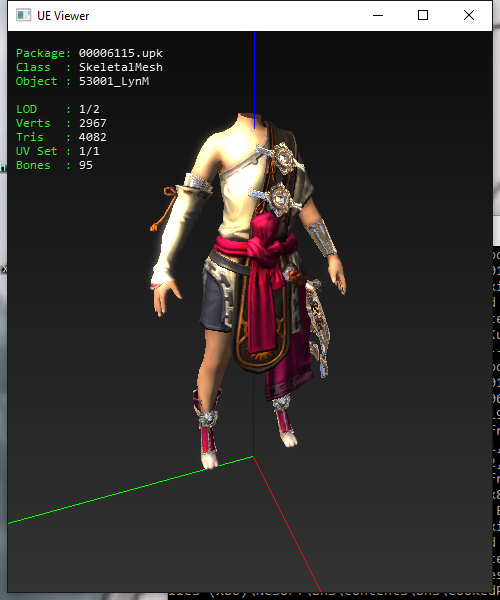 UE Viewer
Package: 00006115.upk
Class : SkeletalMesh
Object : 53001_LynM
LOD : 1/2
Verts : 2967
Tris : 4082
UV Set : 1/1
Bones : 95